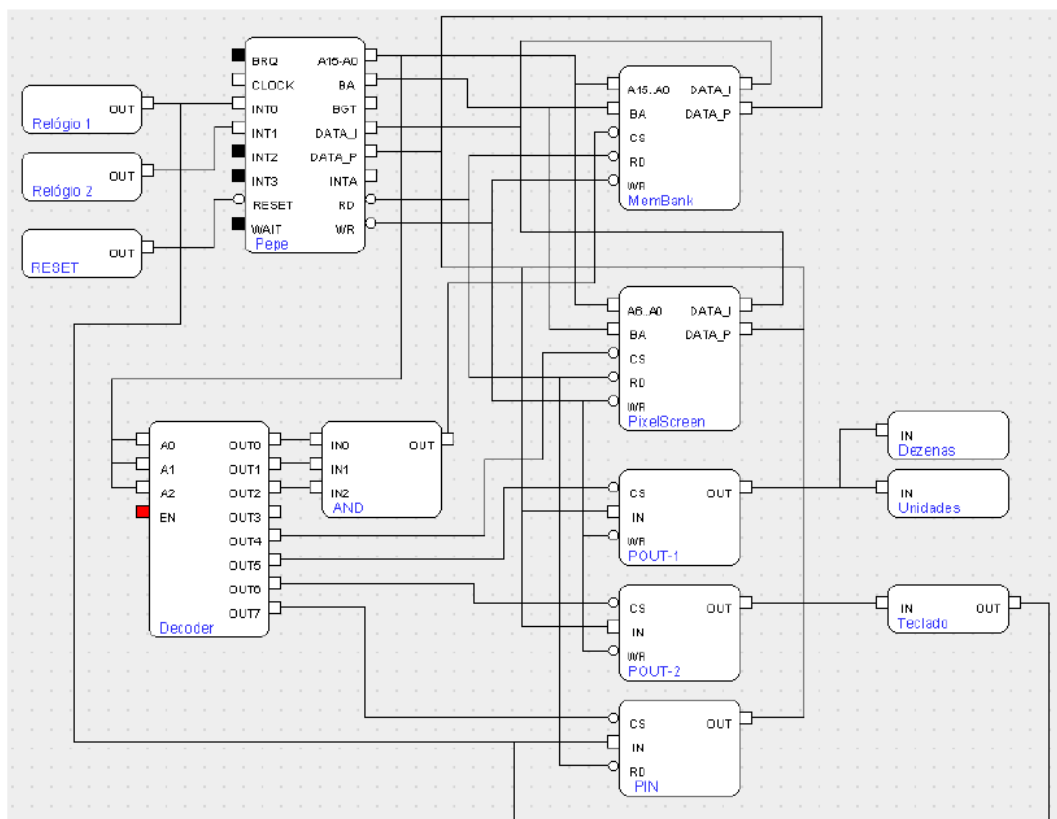 OUT
Relógio 1
OUT
Relógio 2
OUT
RESET
BRQ A16-A0
CLOCK BA
INT0 BGT
INT1 DATA_I
INT2 DATA_P
INT3 INTA
RESET RD
WAIT WR
Pepe
A15..A0 DATA_I
BA DATA_P
CS
RD
WR
MemBank
A6..A0 DATA_I
BA DATA_P
CS
RD
WR
PixelScreen
A0 OUT0
A1 OUT1
A2 OUT2
EN OUT3
OUT4
OUT5
OUT6
OUT7
Decoder
IN0 OUT
IN1
IN2
AND
CS OUT
IN
WR
POUT-1
IN
Dezenas
IN
Unidades
CS OUT
IN
WR
POUT-2
IN OUT
Teclado
CS OUT
IN
RD
PIN